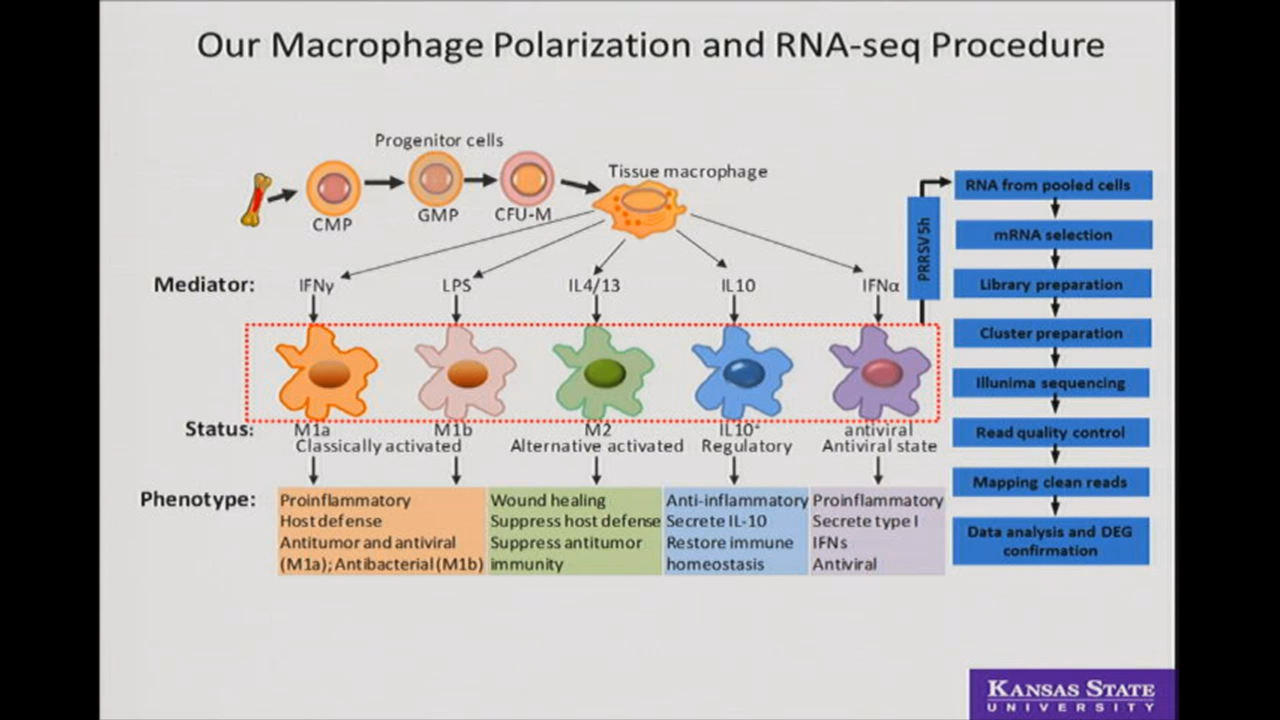 Our Macrophage Polarization and RNA-seq Procedure
Progenitor cells
CMP
GMP
CFU-M
Tissue macrophage
Mediator:
IFNγ
LPS
IL4/13
IL10
IFNα
Status:
M1a
M1b
M2
IL10⁺
antiviral
Classically activated
Alternative activated
Regulatory
Antiviral state
Phenotype:
Proinflammatory
Host defense
Antitumor and antiviral
(M1a); Antibacterial (M1b)
Wound healing
Suppress host defense
Suppress antitumor
immunity
Anti-inflammatory
Secrete IL-10
Restore immune
homeostasis
Proinflammatory
Secrete type I
IFNs
Antiviral
PRRSV 5h
RNA from pooled cells
mRNA selection
Library preparation
Cluster preparation
Illunima sequencing
Read quality control
Mapping clean reads
Data analysis and DEG
confirmation
KANSAS STATE
UNIVERSITY